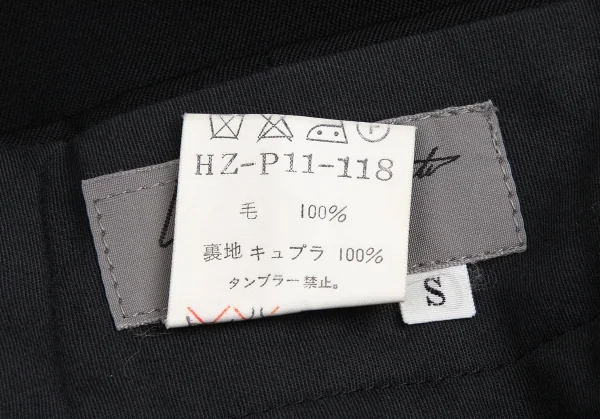 HZ-P11-118
毛 100%
裏地 キュプラ 100%
タンブラー禁止。
S